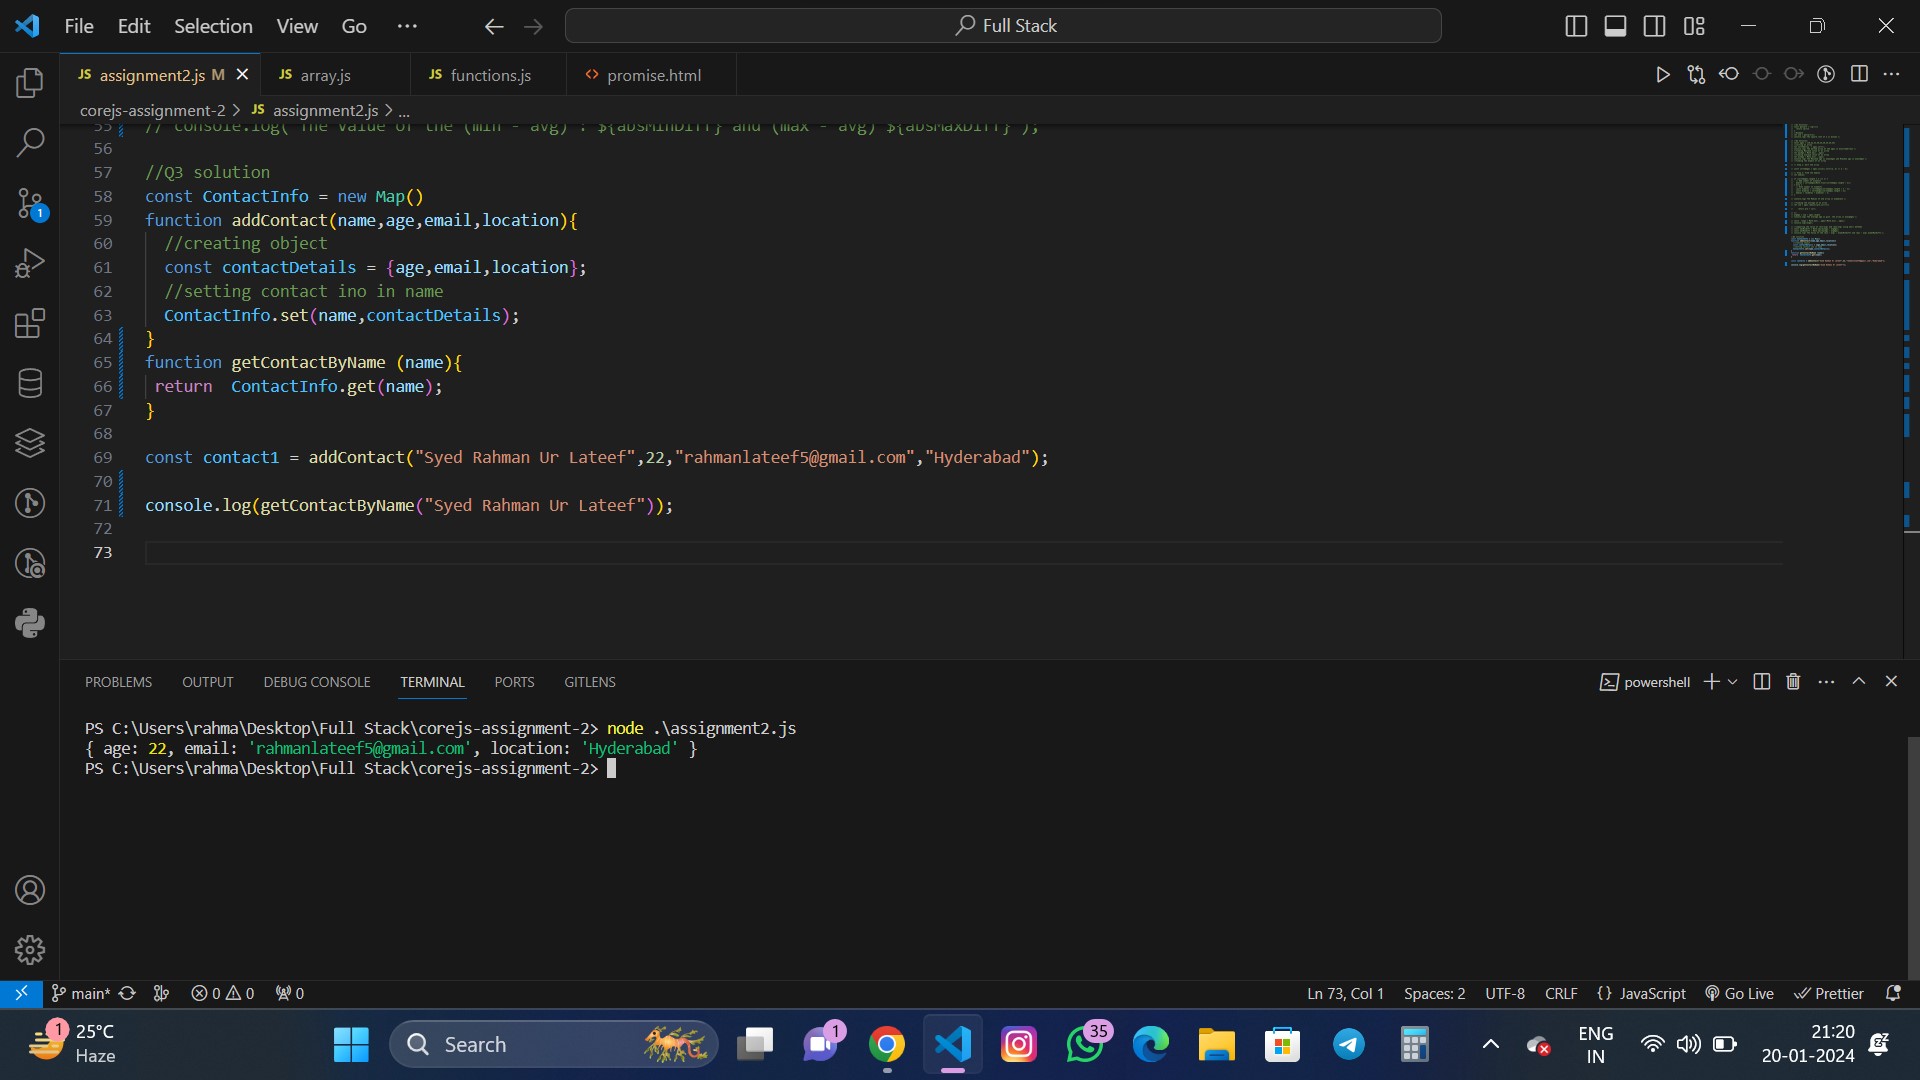 File Edit Selection View Go ··· Full Stack
JS assignment2.js M JS array.js JS functions.js <> promise.html
corejs-assignment-2 > JS assignment2.js > ...
55 // console.log(`The value of the (min - avg) : ${absMinDiff} and (max - avg) ${absMaxDiff}`);
56
57 //Q3 solution
58 const ContactInfo = new Map()
59 function addContact(name,age,email,location){
60 //creating object
61 const contactDetails = {age,email,location};
62 //setting contact ino in name
63 ContactInfo.set(name,contactDetails);
64 }
65 function getContactByName (name){
66 return  ContactInfo.get(name);
67 }
68
69 const contact1 = addContact("Syed Rahman Ur Lateef",22,"rahmanlateef5@gmail.com","Hyderabad");
70
71 console.log(getContactByName("Syed Rahman Ur Lateef"));
72
73
1
PROBLEMS OUTPUT DEBUG CONSOLE TERMINAL PORTS GITLENS
powershell
PS C:\Users\rahma\Desktop\Full Stack\corejs-assignment-2> node .\assignment2.js
{ age: 22, email: 'rahmanlateef5@gmail.com', location: 'Hyderabad' }
PS C:\Users\rahma\Desktop\Full Stack\corejs-assignment-2>
main* 0 0 0 Ln 73, Col 1 Spaces: 2 UTF-8 CRLF {} JavaScript Go Live Prettier
1 25°C
Haze
Search
1
35
ENG
IN
21:20
20-01-2024